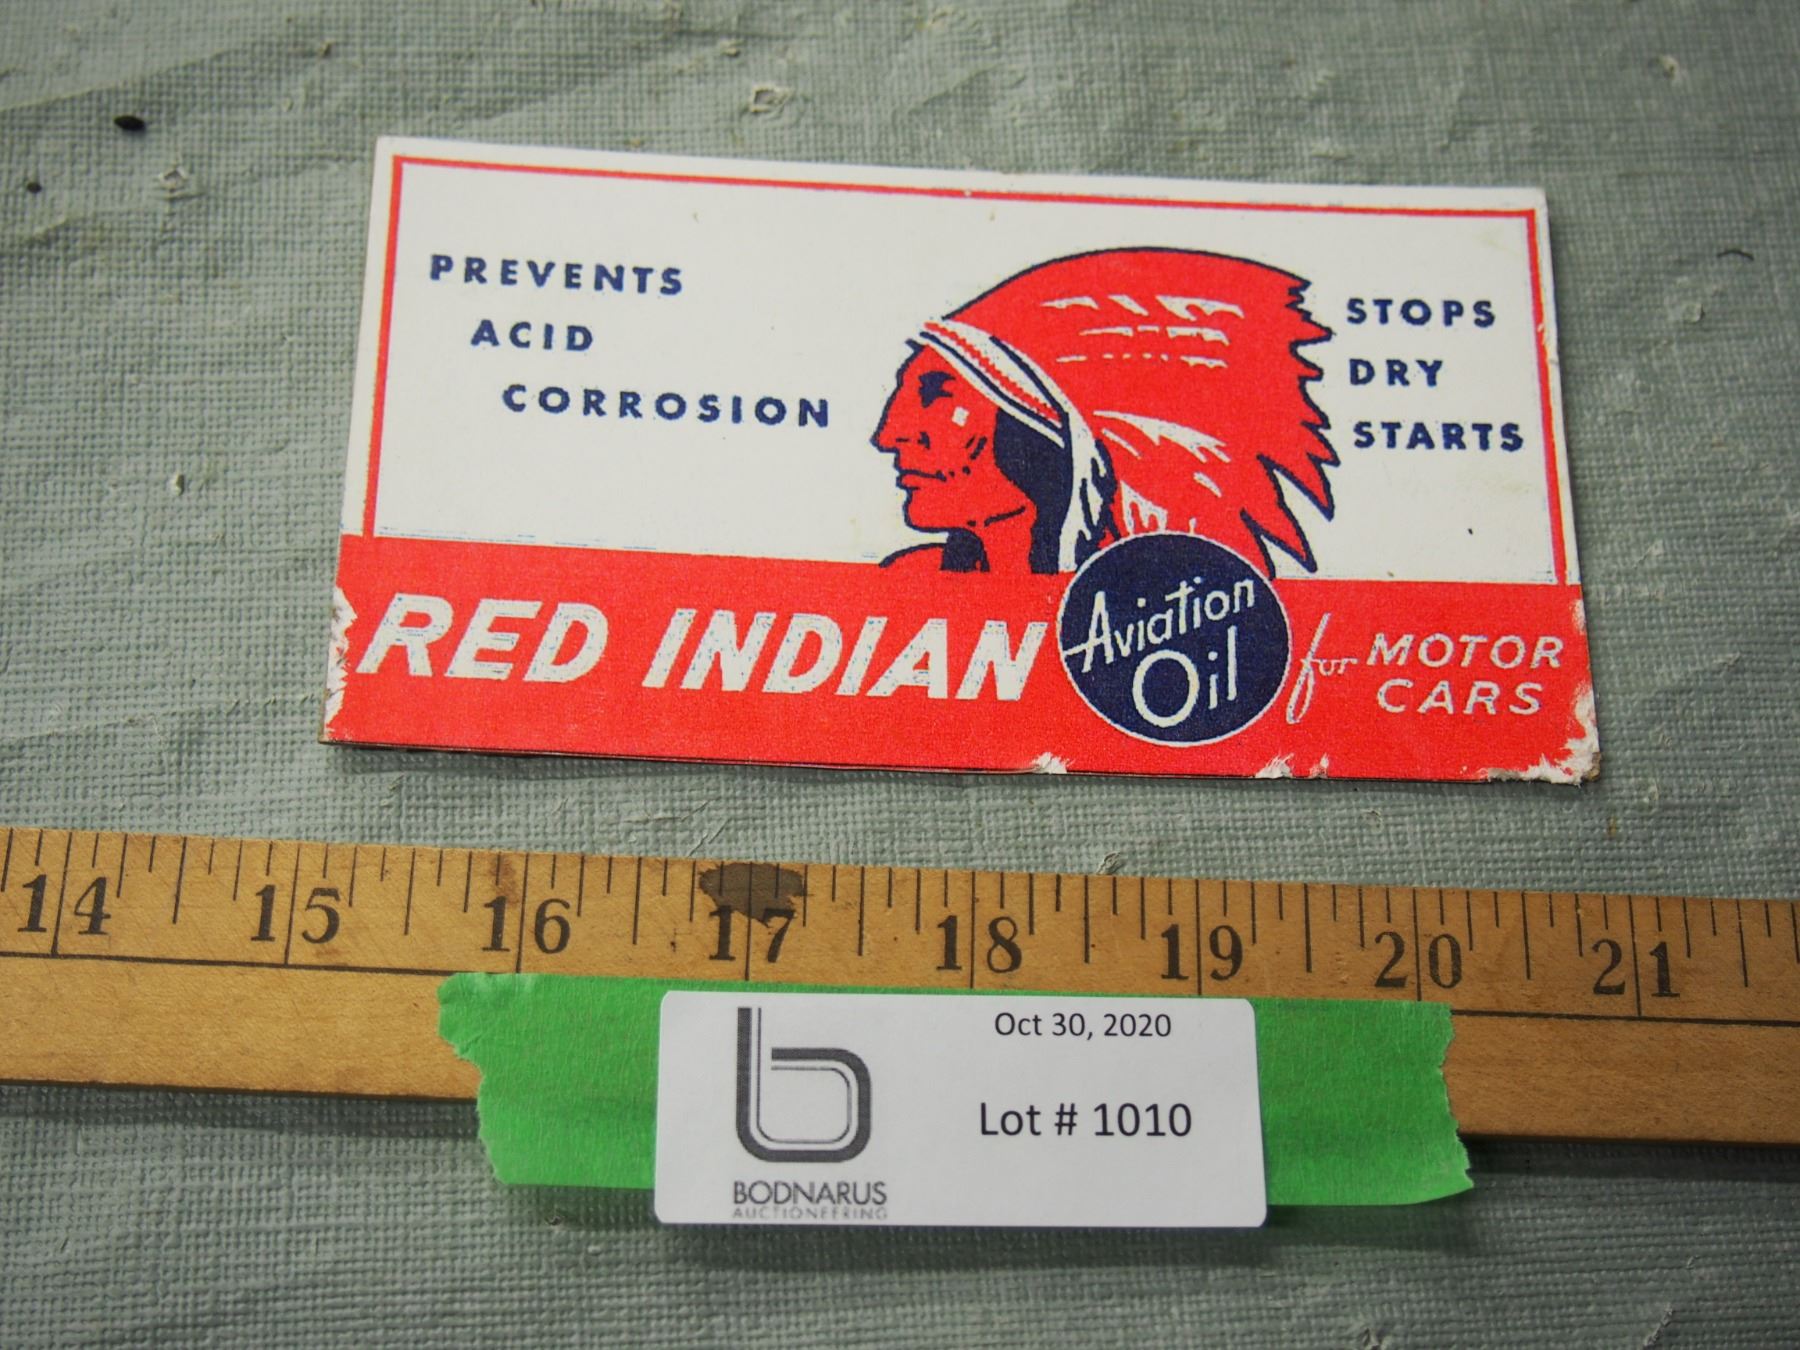 PREVENTS
ACID
CORROSION
STOPS
DRY
STARTS
RED INDIAN
Aviation
Oil
for MOTOR
CARS
14 15 16 17 18 19 20 21
Oct 30, 2020
Lot # 1010
BODNARUS
AUCTIONEERING